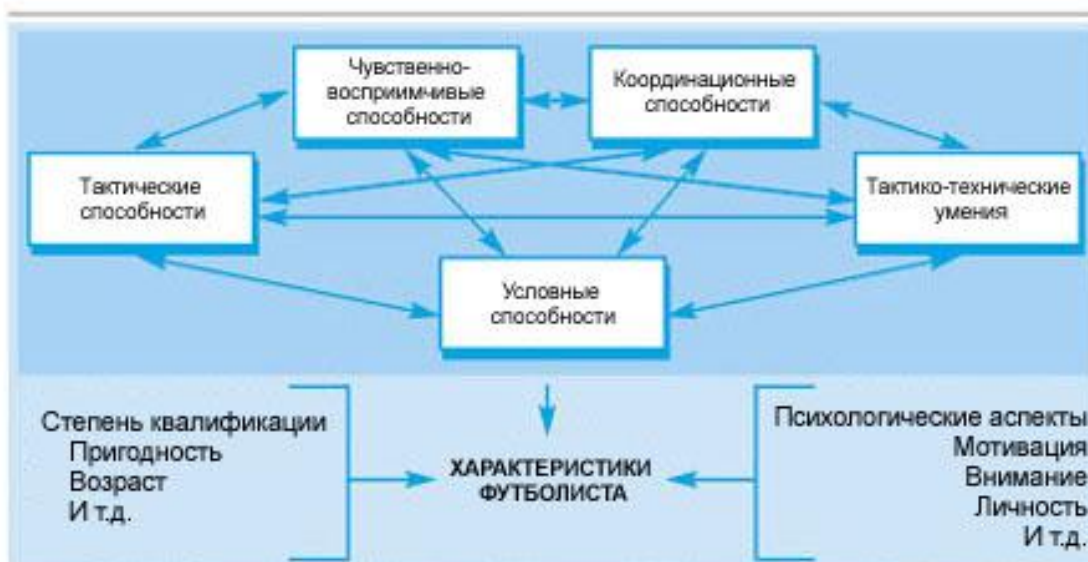 Чувственно-
восприимчивые
способности
Координационные
способности
Тактические
способности
Тактико-технические
умения
Условные
способности
Степень квалификации
Пригодность
Возраст
И т.д.
ХАРАКТЕРИСТИКИ
ФУТБОЛИСТА
Психологические аспекты
Мотивация
Внимание
Личность
И т.д.